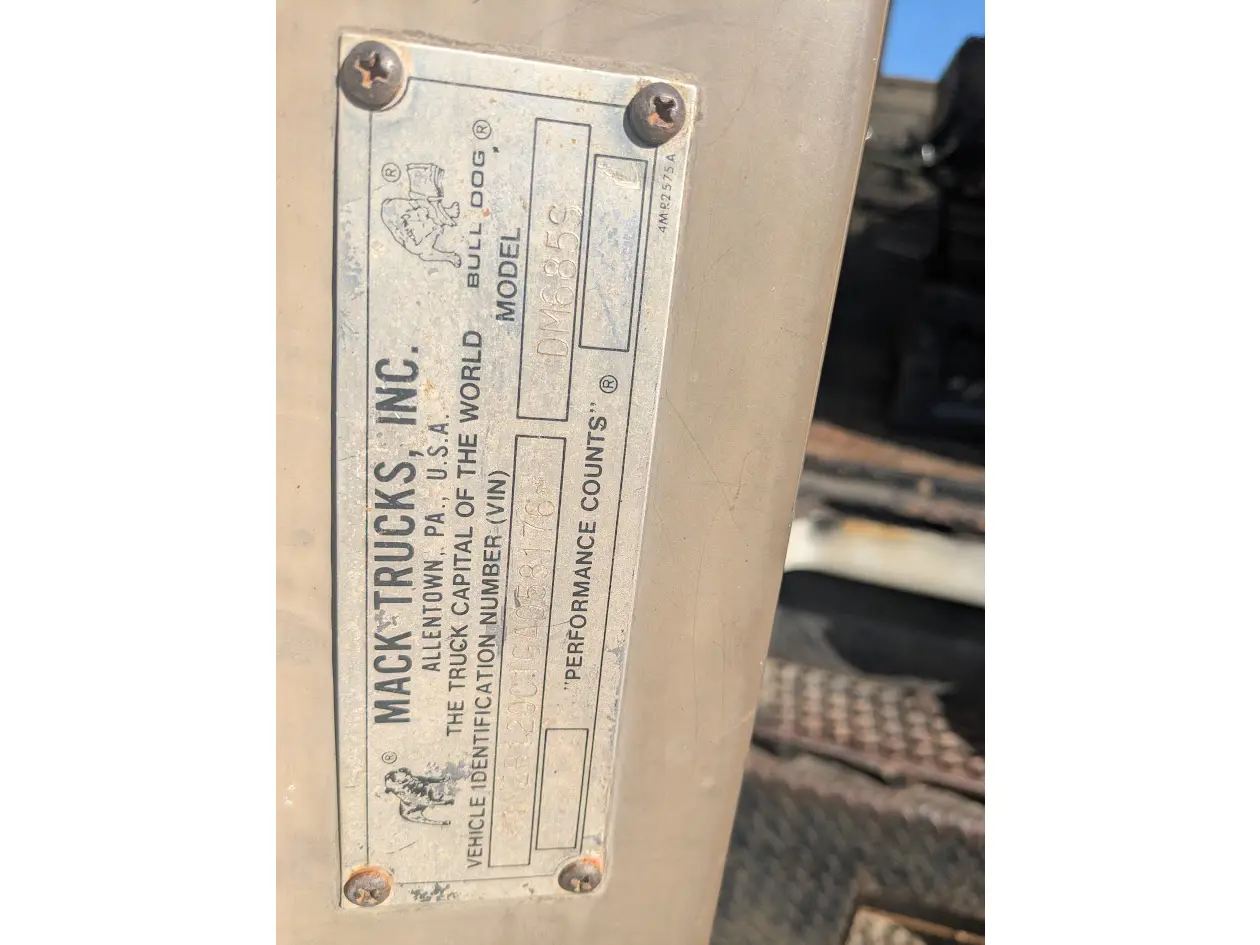 MACK TRUCKS, INC.
ALLENTOWN, PA., U.S.A.
THE TRUCK CAPITAL OF THE WORLD BULL DOG ®
VEHICLE IDENTIFICATION NUMBER (VIN) MODEL
DM685S
"PERFORMANCE COUNTS" ®
4MR2575A